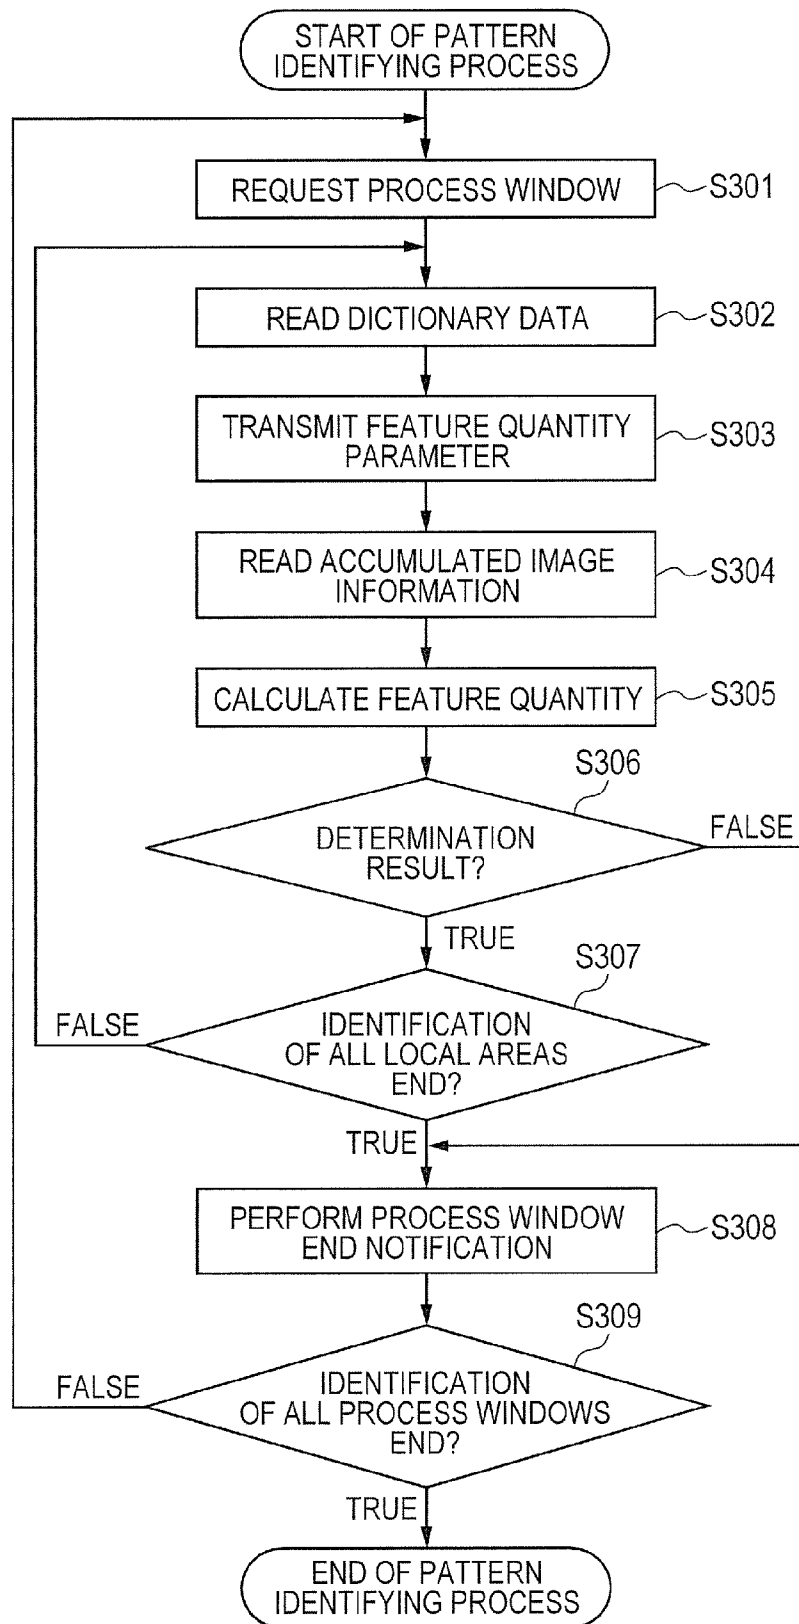 START OF PATTERN
IDENTIFYING PROCESS
REQUEST PROCESS WINDOW
S301
READ DICTIONARY DATA
S302
TRANSMIT FEATURE QUANTITY
PARAMETER
S303
READ ACCUMULATED IMAGE
INFORMATION
S304
CALCULATE FEATURE QUANTITY
S305
S306
DETERMINATION
RESULT?
FALSE
TRUE
S307
FALSE
IDENTIFICATION
OF ALL LOCAL AREAS
END?
TRUE
PERFORM PROCESS WINDOW
END NOTIFICATION
S308
S309
FALSE
IDENTIFICATION
OF ALL PROCESS WINDOWS
END?
TRUE
END OF PATTERN
IDENTIFYING PROCESS